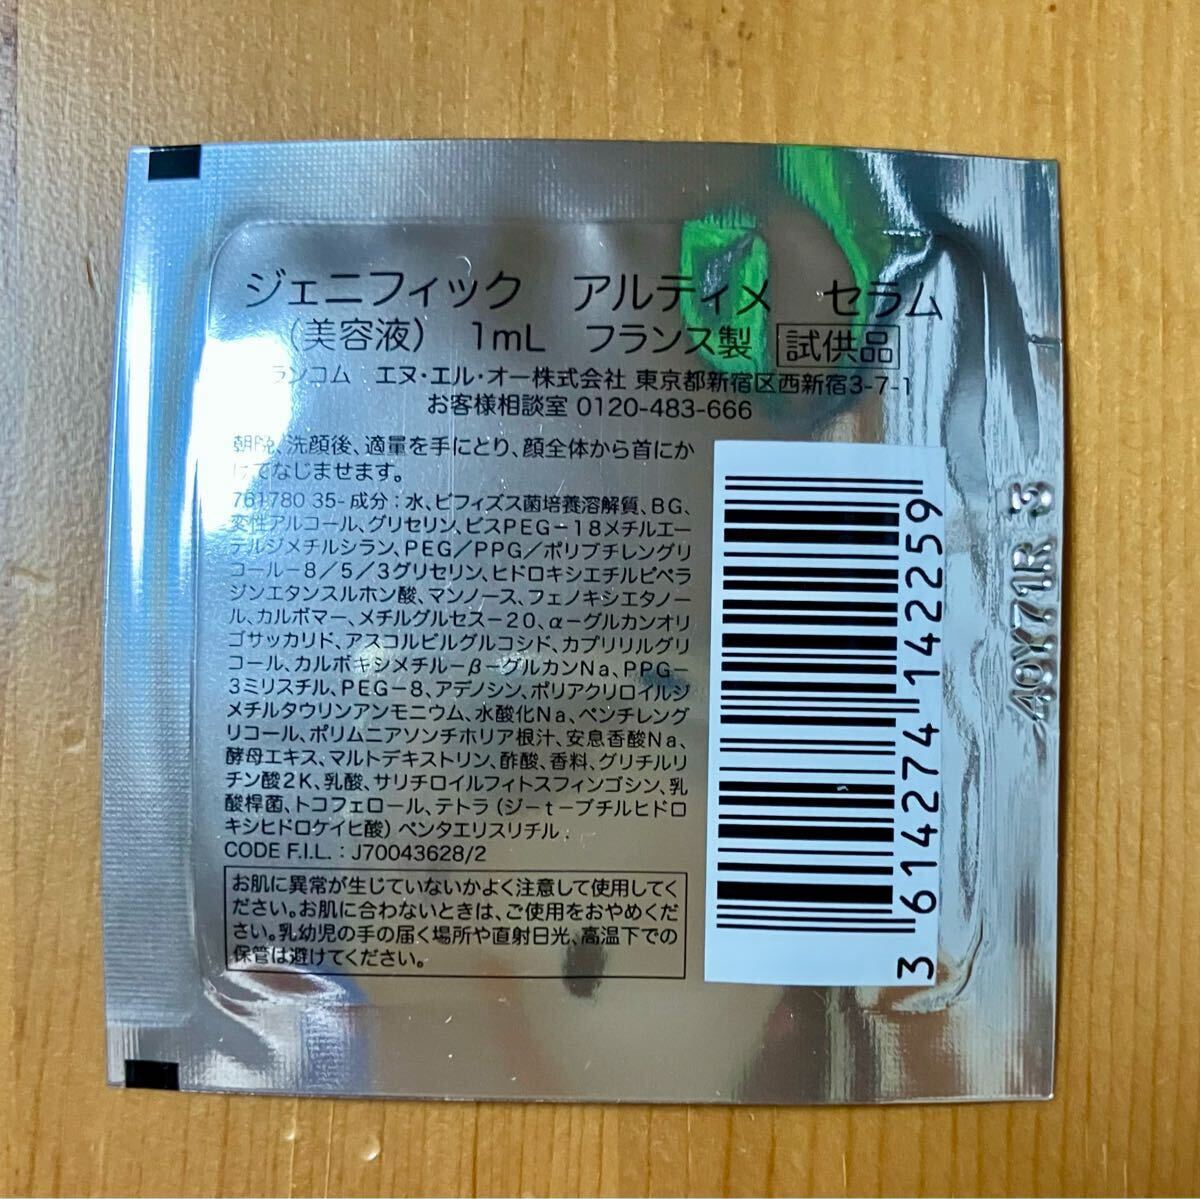 ジェニフィック アルティメ セラム
(美容液) 1mL フランス製 試供品
ランコム エヌ・エル・オー株式会社 東京都新宿区西新宿3-7-1
お客様相談室 0120-483-666
朝晩、洗顔後、適量を手にとり、顔全体から首にか
けてなじませます。
761780 35- 成分:水、ビフィズス菌培養溶解質、BG、
変性アルコール、グリセリン、ビスPEG-18メチルエー
テルジメチルシラン、PEG/PPG/ポリブチレングリ
コール-8/5/3グリセリン、ヒドロキシエチルピペラ
ジンエタンスルホン酸、マンノース、フェノキシエタノー
ル、カルボマー、メチルグルセス-20、α-グルカンオリ
ゴサッカリド、アスコルビルグルコシド、カプリリルグリ
コール、カルボキシメチル-β-グルカンNa、PPG-
3ミリスチル、PEG-8、アデノシン、ポリアクリロイルジ
メチルタウリンアンモニウム、水酸化Na、ペンチレング
リコール、ポリムニアソンチホリア根汁、安息香酸Na、
酵母エキス、マルトデキストリン、酢酸、香料、グリチルリ
チン酸2K、乳酸、サリチロイルフィトスフィンゴシン、乳
酸桿菌、トコフェロール、テトラ(ジ-t-ブチルヒドロ
キシヒドロケイヒ酸)ペンタエリスリチル.
CODE F.I.L. : J70043628/2
お肌に異常が生じていないかよく注意して使用してく
ださい。お肌に合わないときは、ご使用をおやめくだ
さい。乳幼児の手の届く場所や直射日光、高温下での
保管は避けてください。
3 614274 142259
49Y71R